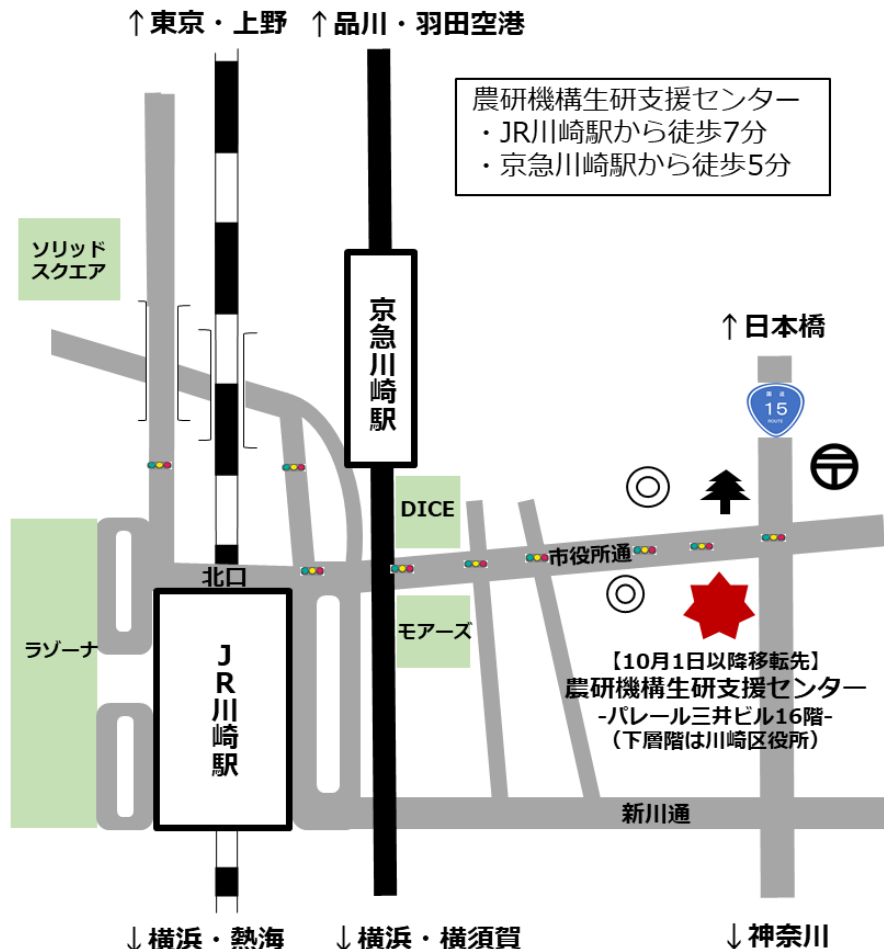 ↑東京・上野
↑品川・羽田空港
農研機構生研支援センター
・JR川崎駅から徒歩7分
・京急川崎駅から徒歩5分
ソリッド
スクエア
京急川崎駅
↑日本橋
国道
15
ROUTE
DICE
市役所通
北口
モアーズ
ラゾーナ
JR川崎駅
【10月1日以降移転先】
農研機構生研支援センター
-パレール三井ビル16階-
（下層階は川崎区役所）
新川通
↓横浜・熱海
↓横浜・横須賀
↓神奈川